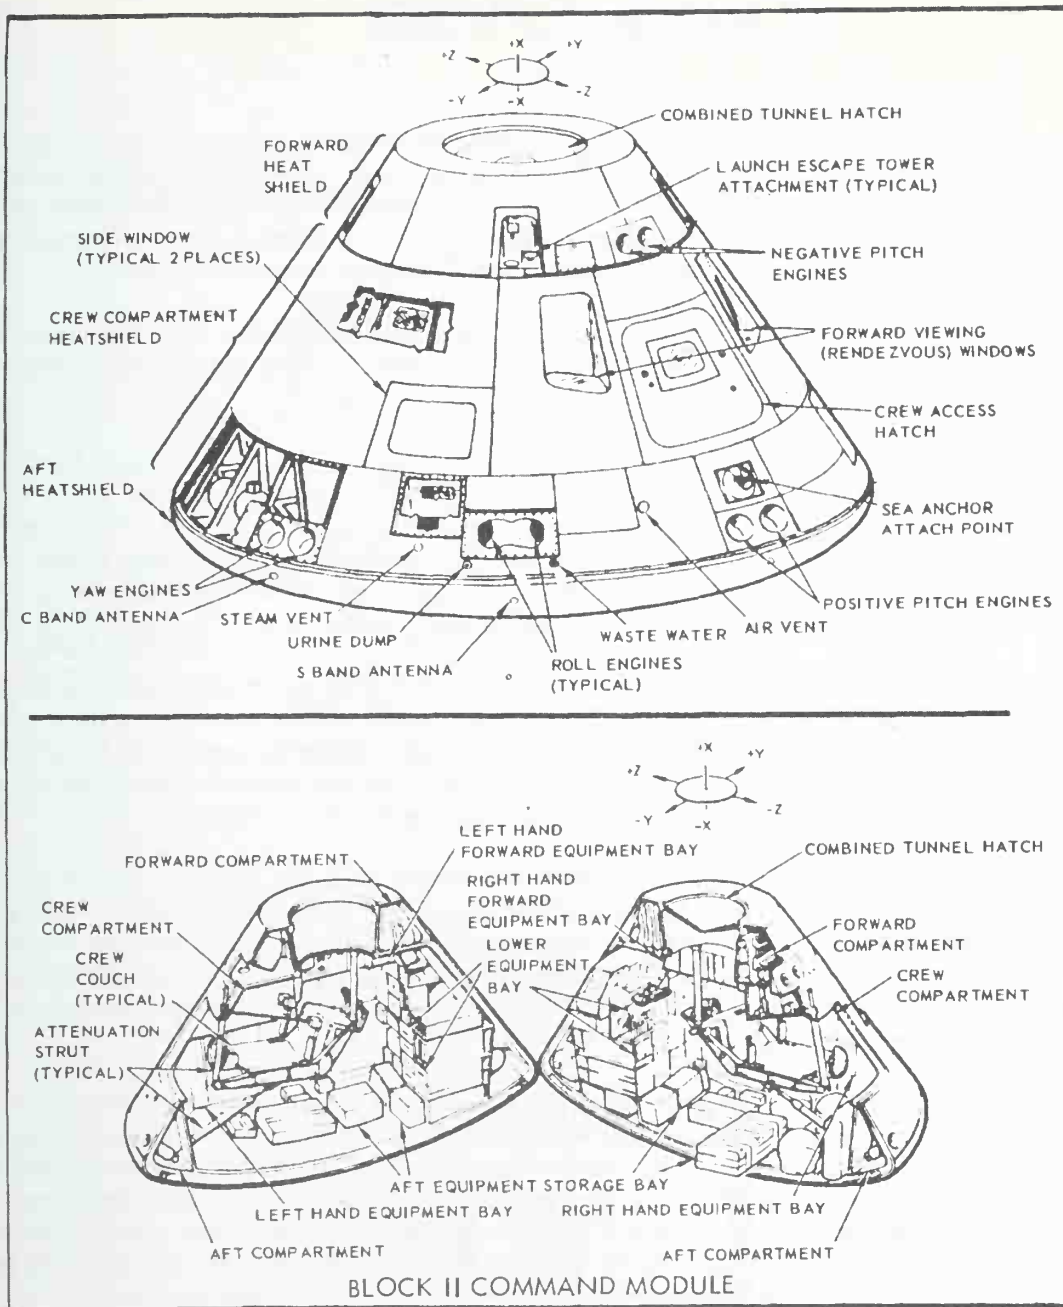 +X
+Z
+Y
-Y
-X
-Z
COMBINED TUNNEL HATCH
FORWARD
HEAT
SHIELD
LAUNCH ESCAPE TOWER
ATTACHMENT (TYPICAL)
SIDE WINDOW
(TYPICAL 2 PLACES)
NEGATIVE PITCH
ENGINES
CREW COMPARTMENT
HEATSHIELD
FORWARD VIEWING
(RENDEZVOUS) WINDOWS
CREW ACCESS
HATCH
AFT
HEATSHIELD
SEA ANCHOR
ATTACH POINT
YAW ENGINES
C BAND ANTENNA
STEAM VENT
URINE DUMP
S BAND ANTENNA
ROLL ENGINES
(TYPICAL)
WASTE WATER
AIR VENT
POSITIVE PITCH ENGINES
+X
+Z
+Y
-Y
-X
-Z
LEFT HAND
FORWARD EQUIPMENT BAY
FORWARD COMPARTMENT
COMBINED TUNNEL HATCH
RIGHT HAND
FORWARD
EQUIPMENT BAY
CREW
COMPARTMENT
FORWARD
COMPARTMENT
LOWER
EQUIPMENT
BAY
CREW
COUCH
(TYPICAL)
CREW
COMPARTMENT
ATTENUATION
STRUT
(TYPICAL)
AFT EQUIPMENT STORAGE BAY
LEFT HAND EQUIPMENT BAY
RIGHT HAND EQUIPMENT BAY
AFT COMPARTMENT
AFT COMPARTMENT
BLOCK II COMMAND MODULE